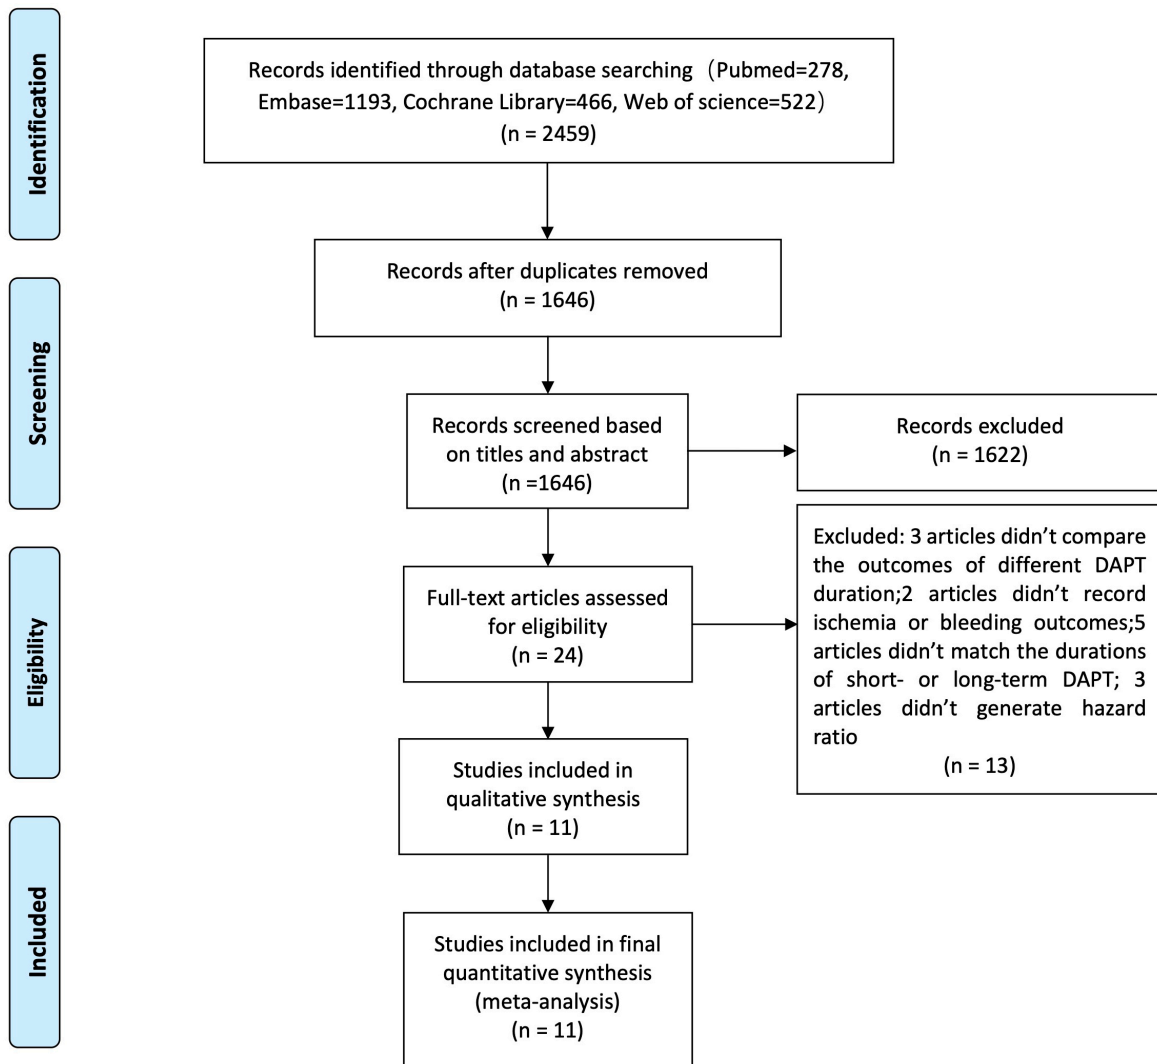 Identification
Records identified through database searching（Pubmed=278,
Embase=1193, Cochrane Library=466, Web of science=522）
(n = 2459)
Records after duplicates removed
(n = 1646)
Screening
Records screened based
on titles and abstract
(n =1646)
Records excluded
(n = 1622)
Eligibility
Full-text articles assessed
for eligibility
(n = 24)
Excluded: 3 articles didn’t compare
the outcomes of different DAPT
duration;2 articles didn’t record
ischemia or bleeding outcomes;5
articles didn’t match the durations
of short- or long-term DAPT; 3
articles didn’t generate hazard
ratio
(n = 13)
Studies included in
qualitative synthesis
(n = 11)
Included
Studies included in final
quantitative synthesis
(meta-analysis)
(n = 11)